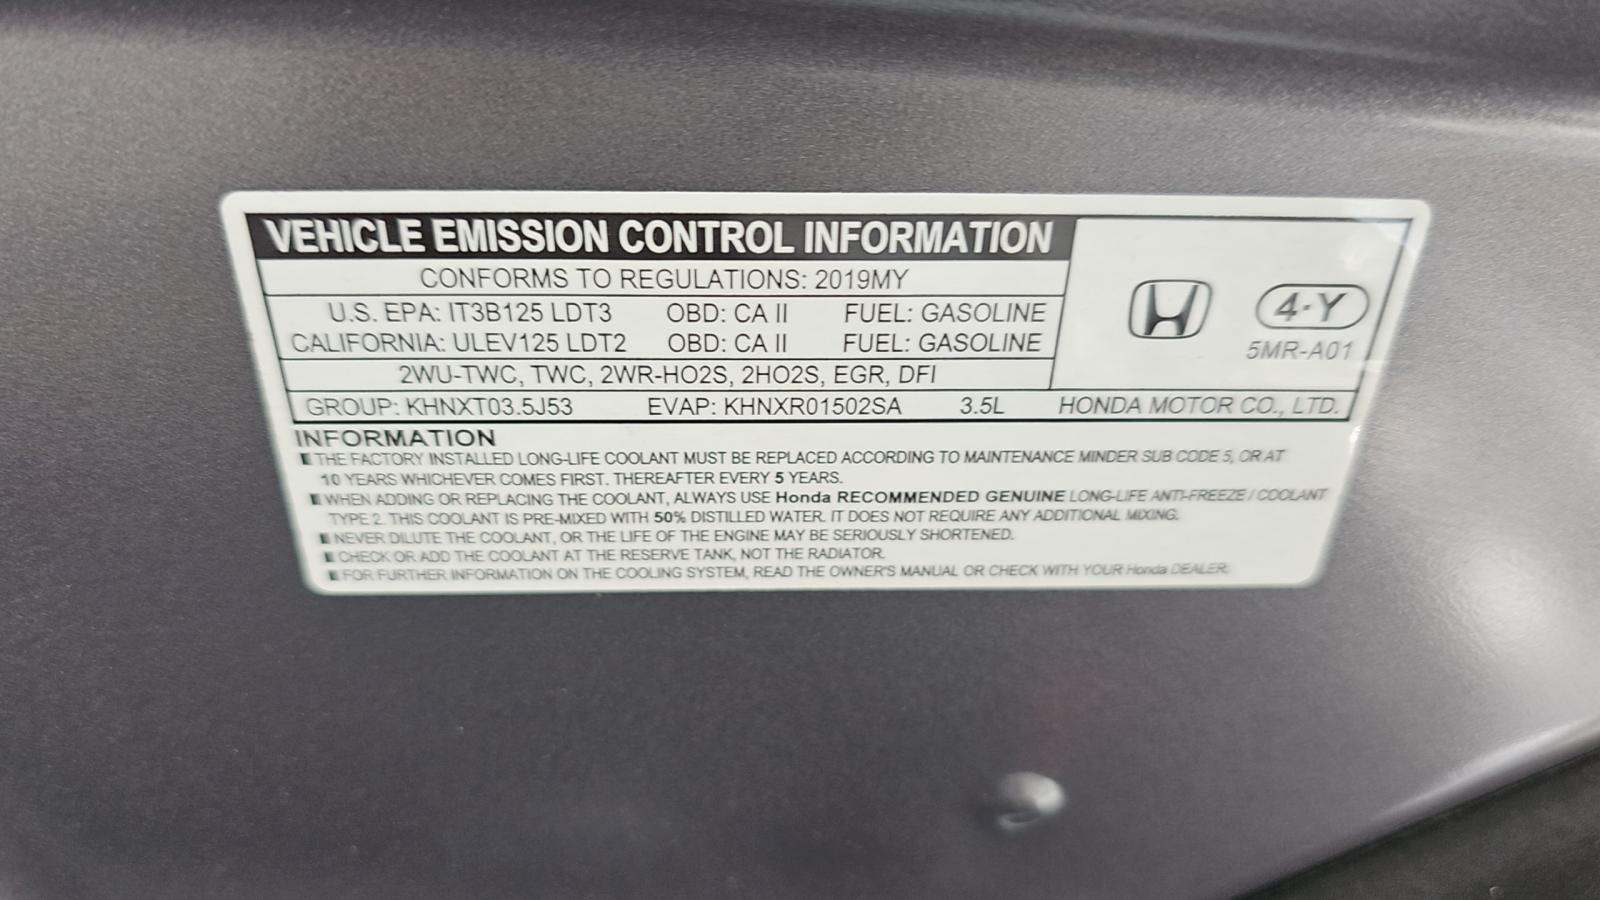 VEHICLE EMISSION CONTROL INFORMATION
CONFORMS TO REGULATIONS: 2019MY
U.S. EPA: IT3B125 LDT3 OBD: CA II FUEL: GASOLINE
CALIFORNIA: ULEV125 LDT2 OBD: CA II FUEL: GASOLINE
4-Y
5MR-A01
2WU-TWC, TWC, 2WR-HO2S, 2HO2S, EGR, DFI
GROUP: KHNXT03.5J53 EVAP: KHNXR01502SA 3.5L HONDA MOTOR CO., LTD.
INFORMATION
THE FACTORY INSTALLED LONG-LIFE COOLANT MUST BE REPLACED ACCORDING TO MAINTENANCE MINDER SUB CODE 5, OR AT
10 YEARS WHICHEVER COMES FIRST. THEREAFTER EVERY 5 YEARS.
WHEN ADDING OR REPLACING THE COOLANT, ALWAYS USE Honda RECOMMENDED GENUINE LONG-LIFE ANTI-FREEZE / COOLANT
TYPE 2. THIS COOLANT IS PRE-MIXED WITH 50% DISTILLED WATER. IT DOES NOT REQUIRE ANY ADDITIONAL MIXING.
NEVER DILUTE THE COOLANT, OR THE LIFE OF THE ENGINE MAY BE SERIOUSLY SHORTENED.
CHECK OR ADD THE COOLANT AT THE RESERVE TANK, NOT THE RADIATOR.
FOR FURTHER INFORMATION ON THE COOLING SYSTEM, READ THE OWNER'S MANUAL OR CHECK WITH YOUR Honda DEALER.